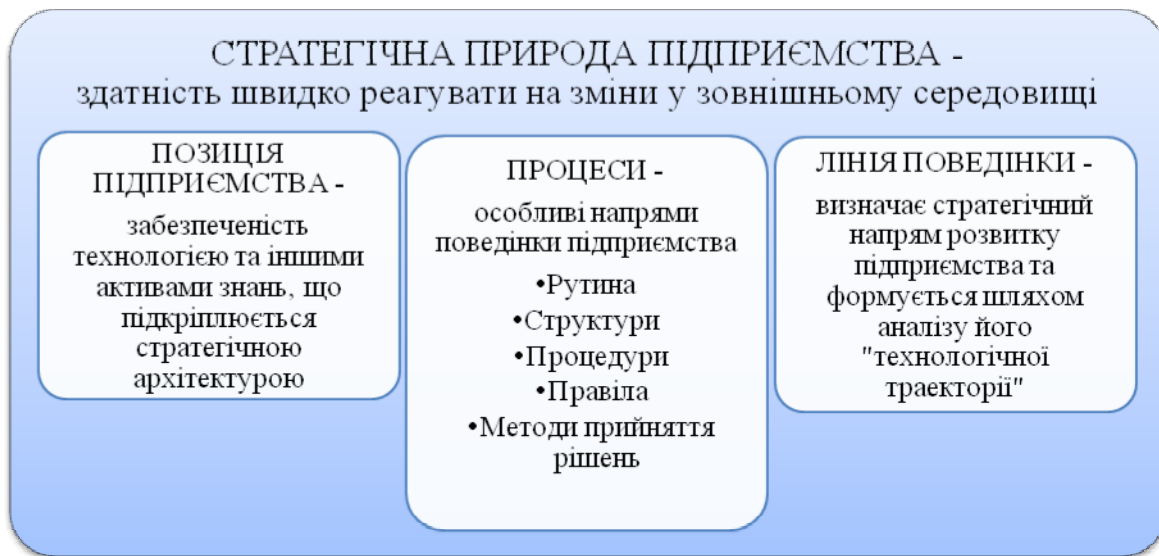 СТРАТЕГІЧНА ПРИРОДА ПІДПРИЄМСТВА -
здатність швидко реагувати на зміни у зовнішньому середовищі
ПОЗИЦІЯ
ПІДПРИЄМСТВА -
забезпеченість
технологією та іншими
активами знань, що
підкріплюється
стратегічною
архітектурою
ПРОЦЕСИ -
особливі напрями
поведінки підприємства
•Рутина
•Структури
•Процедури
•Правіла
•Методи прийняття
рішень
ЛІНІЯ ПОВЕДІНКИ -
визначає стратегічний
напрям розвитку
підприємства та
формується шляхом
аналізу його
"технологічної
траекторії"